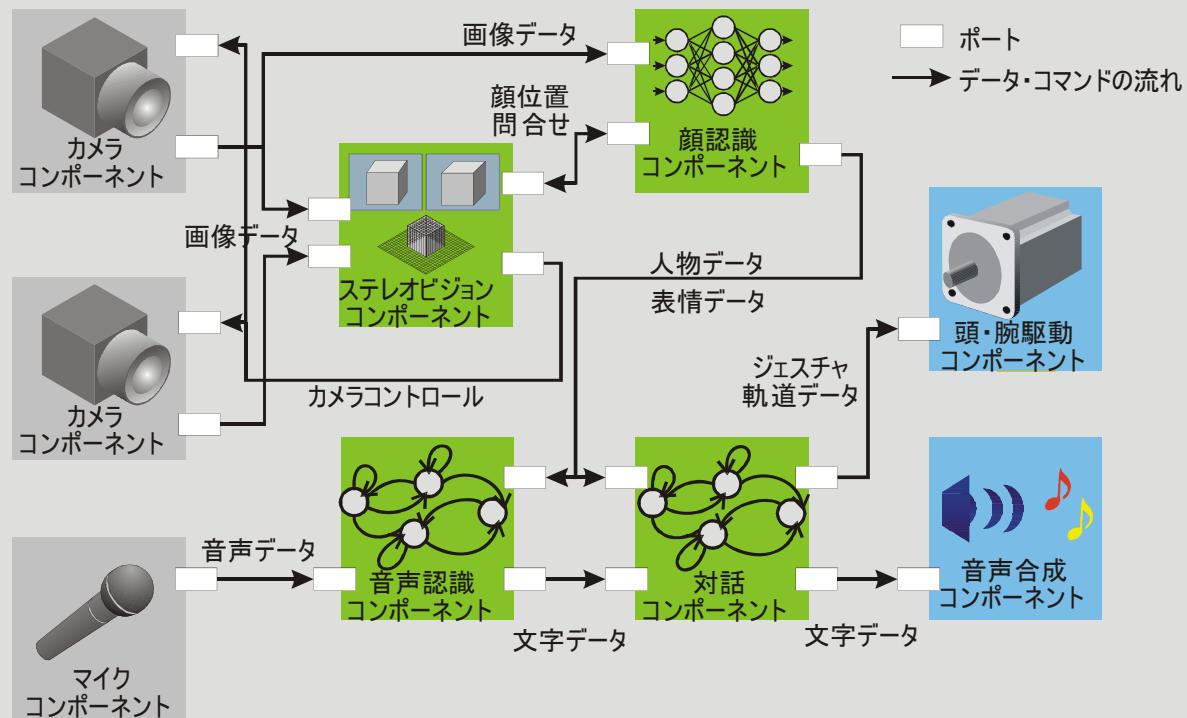 画像データ
ポート
データ・コマンドの流れ
顔位置
問合せ
カメラ
コンポーネント
顔認識
コンポーネント
画像データ
ステレオビジョン
コンポーネント
人物データ
表情データ
頭・腕駆動
コンポーネント
カメラ
コンポーネント
カメラコントロール
ジェスチャ
軌道データ
音声データ
音声認識
コンポーネント
対話
コンポーネント
音声合成
コンポーネント
文字データ
文字データ
マイク
コンポーネント